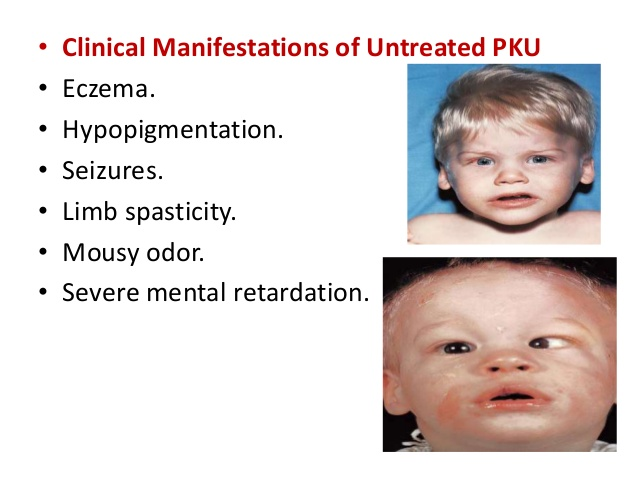 • Clinical Manifestations of Untreated PKU
• Eczema.
• Hypopigmentation.
• Seizures.
• Limb spasticity.
• Mousy odor.
• Severe mental retardation.